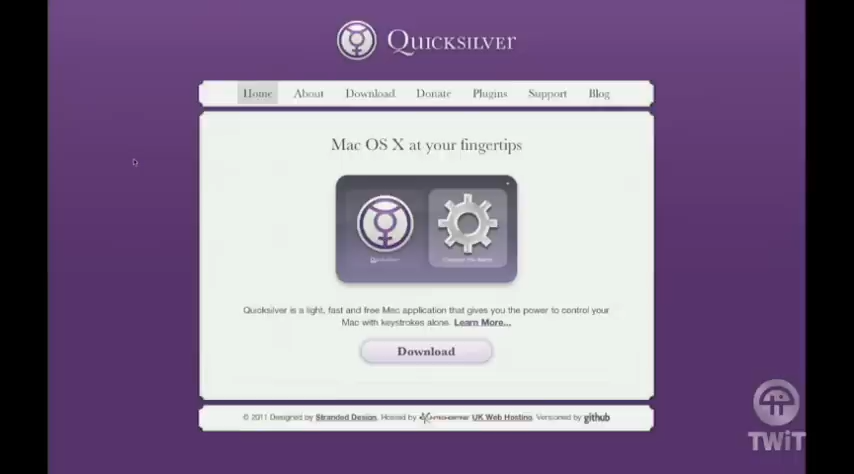 Quicksilver
Home About Download Donate Plugins Support Blog
Mac OS X at your fingertips
Quicksilver
Quicksilver is a light, fast and free Mac application that gives you the power to control your
Mac with keystrokes alone. Learn More...
Download
© 2011 Designed by Stranded Design. Hosted by UK Web Hosting. Versioned by github
TWiT